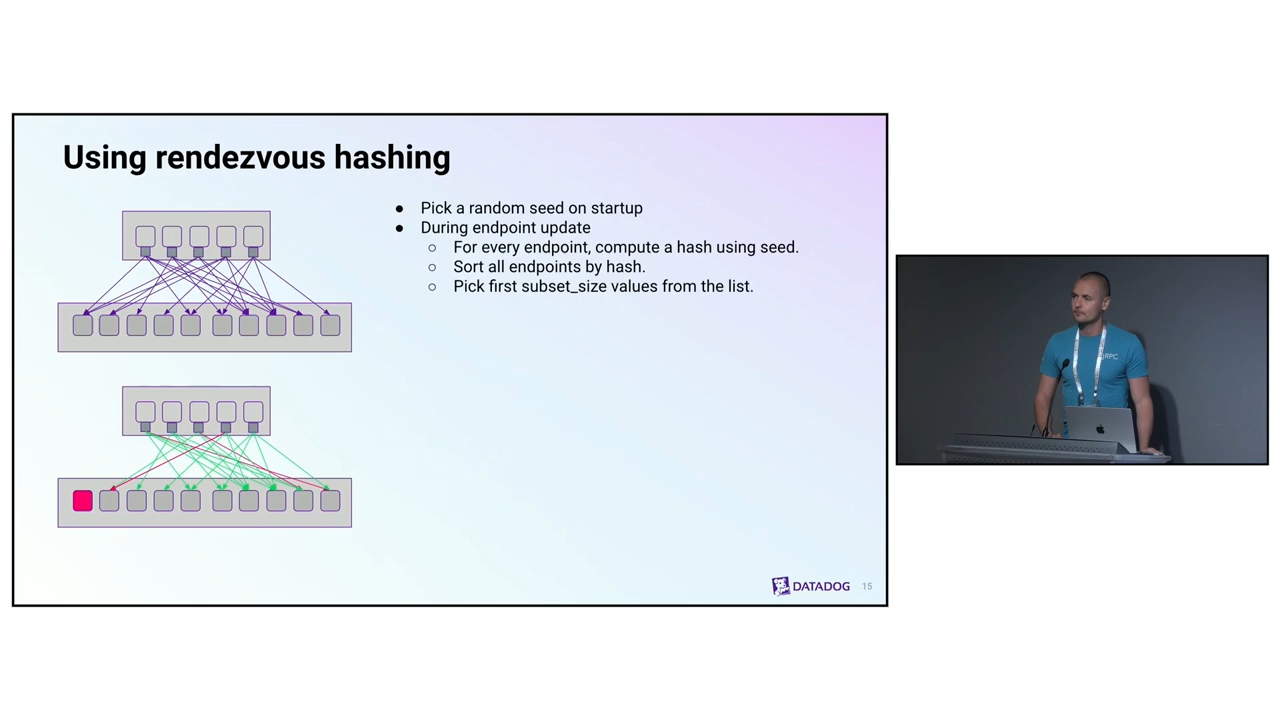 Using rendezvous hashing
● Pick a random seed on startup
● During endpoint update
○ For every endpoint, compute a hash using seed.
○ Sort all endpoints by hash.
○ Pick first subset_size values from the list.
DATADOG 15
RPC